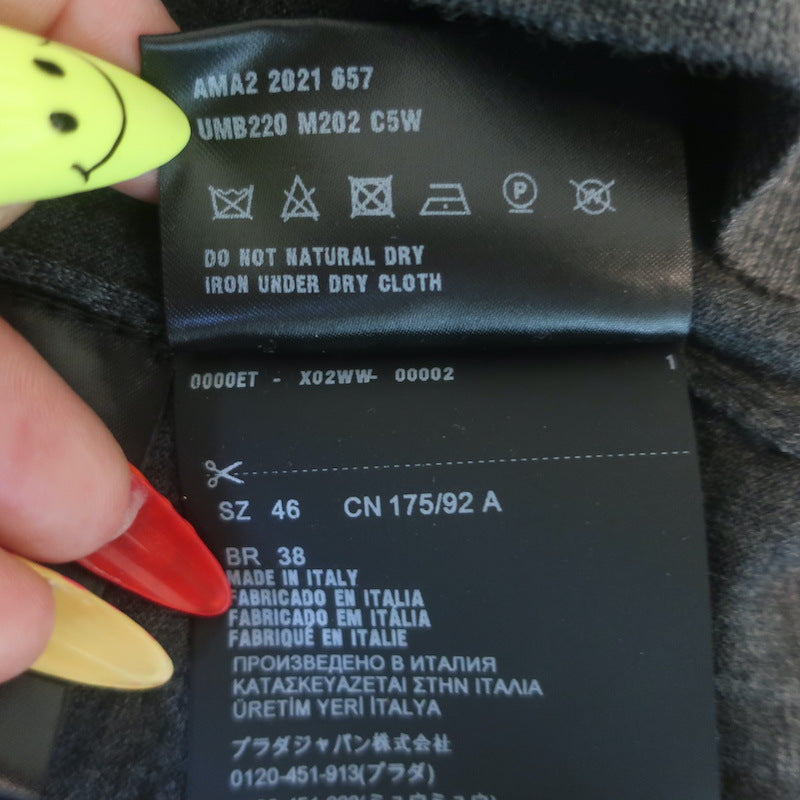 AMA2 2021 657
UMB220 M202 C5W
P
DO NOT NATURAL DRY
IRON UNDER DRY CLOTH
0000ET - X02WW- 00002 1
SZ 46 CN 175/92 A
BR 38
MADE IN ITALY
FABRICADO EN ITALIA
FABRICADO EM ITÁLIA
FABRIQUÉ EN ITALIE
ПРОИЗВЕДЕНО В ИТАЛИЯ
ΚΑΤΑΣΚΕΥΑΖΕΤΑΙ ΣΤΗΝ ΙΤΑΛΙΑ
ÜRETİM YERİ İTALYA
プラダジャパン株式会社
0120-451-913(プラダ)